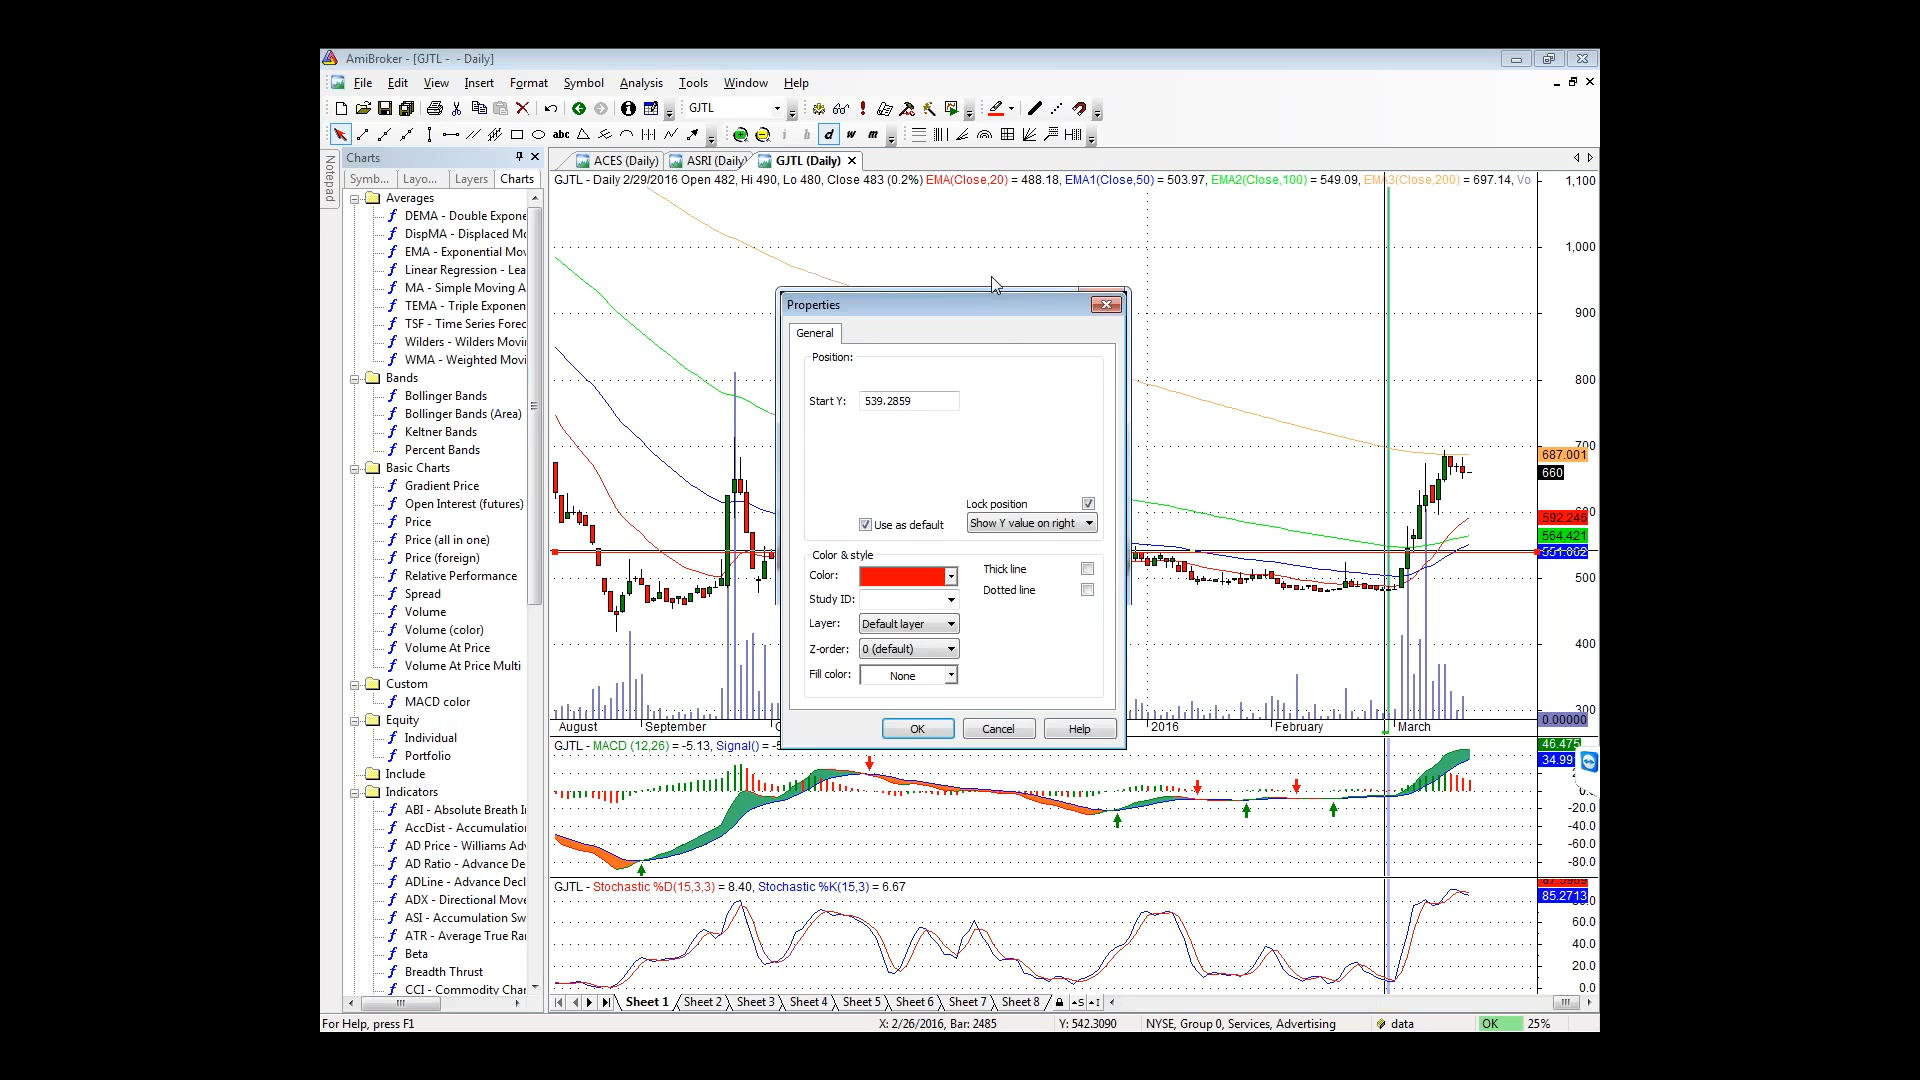 AmiBroker - [GJTL - - Daily]
File Edit View Insert Format Symbol Analysis Tools Window Help
GJTL
abc i h d w m
Notepad
Charts
Symb... Layo... Layers Charts
Averages
DEMA - Double Expone
DispMA - Displaced Mo
EMA - Exponential Mov
Linear Regression - Lea
MA - Simple Moving A
TEMA - Triple Exponen
TSF - Time Series Forec
Wilders - Wilders Movi
WMA - Weighted Movi
Bands
Bollinger Bands
Bollinger Bands (Area)
Keltner Bands
Percent Bands
Basic Charts
Gradient Price
Open Interest (futures)
Price
Price (all in one)
Price (foreign)
Relative Performance
Spread
Volume
Volume (color)
Volume At Price
Volume At Price Multi
Custom
MACD color
Equity
Individual
Portfolio
Include
Indicators
ABI - Absolute Breath I
AccDist - Accumulation
AD Price - Williams Adv
AD Ratio - Advance De
ADLine - Advance Decl
ADX - Directional Move
ASI - Accumulation Sw
ATR - Average True Ra
Beta
Breadth Thrust
CCI - Commodity Char
ACES (Daily) ASRI (Daily) GJTL (Daily)
GJTL - Daily 2/29/2016 Open 482, Hi 490, Lo 480, Close 483 (0.2%) EMA(Close,20) = 488.18, EMA1(Close,50) = 503.97, EMA2(Close,100) = 549.09, EMA3(Close,200) = 697.14, Vo
1,100
1,000
900
800
700
687.001
660
592.246
564.421
500
400
300
0.00000
August September 2016 February March
Properties
General
Position:
Start Y: 539.2859
Lock position
Use as default Show Y value on right
Color & style
Color: Thick line
Dotted line
Study ID:
Layer: Default layer
Z-order: 0 (default)
Fill color: None
OK Cancel Help
GJTL - MACD (12,26) = -5.13, Signal() = -5
46.475
34.991
-20.0
-40.0
-60.0
-80.0
GJTL - Stochastic %D(15,3,3) = 8.40, Stochastic %K(15,3) = 6.67
85.2713
60.0
40.0
20.0
0.0
Sheet 1 Sheet 2 Sheet 3 Sheet 4 Sheet 5 Sheet 6 Sheet 7 Sheet 8
For Help, press F1 X: 2/26/2016, Bar: 2485 Y: 542.3090 NYSE, Group 0, Services, Advertising data OK 25%